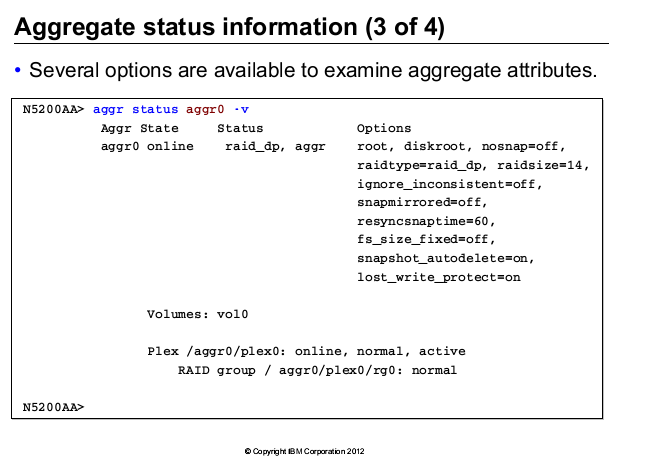 Aggregate status information (3 of 4)
• Several options are available to examine aggregate attributes.
N5200AA> aggr status aggr0 -v
Aggr State Status Options
aggr0 online raid_dp, aggr root, diskroot, nosnap=off,
raidtype=raid_dp, raidsize=14,
ignore_inconsistent=off,
snapmirrored=off,
resyncsnaptime=60,
fs_size_fixed=off,
snapshot_autodelete=on,
lost_write_protect=on
Volumes: vol0
Plex /aggr0/plex0: online, normal, active
RAID group / aggr0/plex0/rg0: normal
N5200AA>
© Copyright IBM Corporation 2012